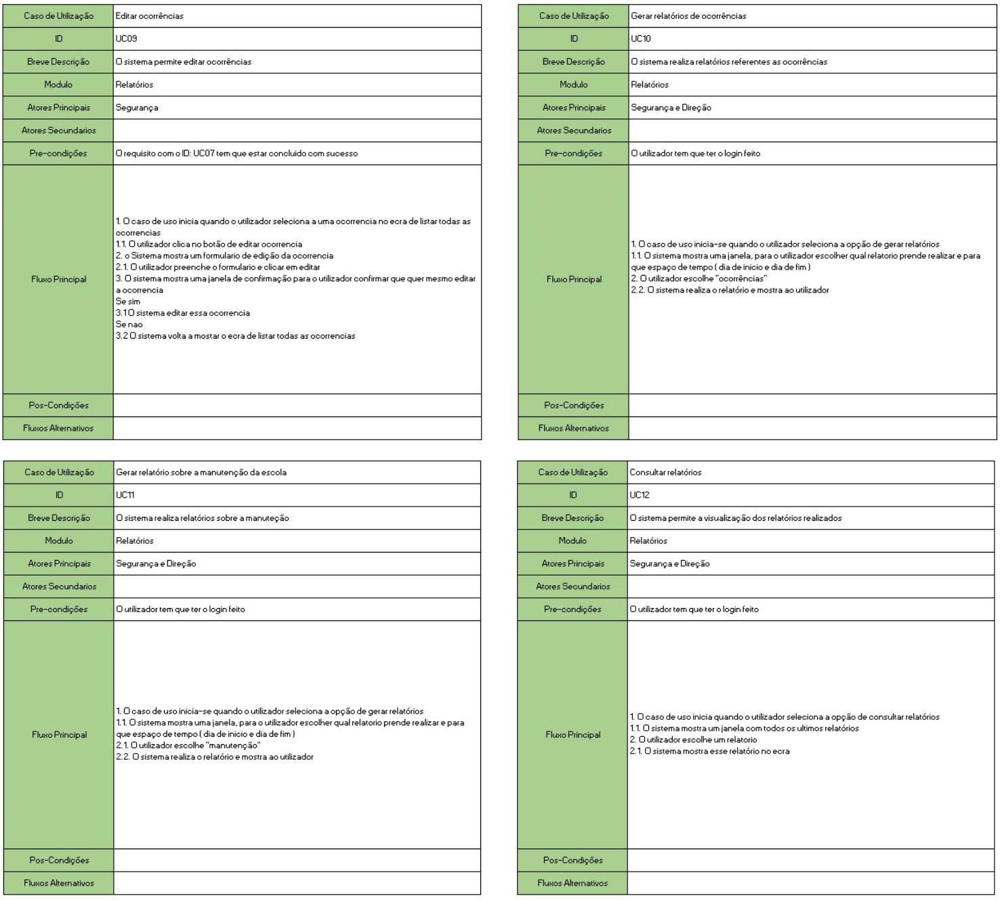 Caso de Utilização Editar ocorrências
ID UC09
Breve Descrição O sistema permite editar ocorrências
Modulo Relatórios
Atores Principais Segurança
Atores Secundarios
Pre-condições O requisito com o ID: UC07 tem que estar concluido com sucesso
Fluxo Principal
1. O caso de uso inicia quando o utilizador seleciona a uma ocorrencia no ecra de listar todas as
ocorrencias
1.1. O utilizador clica no botão de editar ocorrencia
2. o Sistema mostra um formulario de edição da ocorrencia
2.1. O utilizador preenche o formulario e clicar em editar
3. O sistema mostra uma janela de confirmação para o utilizador confirmar que quer mesmo editar
a ocorrencia
Se sim
3.1 O sistema editar essa ocorrencia
Se nao
3.2 O sistema volta a mostar o ecra de listar todas as ocorrencias
Pos-Condições
Fluxos Alternativos
Caso de Utilização Gerar relatórios de ocorrências
ID UC10
Breve Descrição O sistema realiza relatórios referentes as ocorrências
Modulo Relatórios
Atores Principais Segurança e Direção
Atores Secundarios
Pre-condições O utilizador tem que ter o login feito
Fluxo Principal
1. O caso de uso inicia-se quando o utilizador seleciona a opção de gerar relatórios
1.1. O sistema mostra uma janela, para o utilizador escolher qual relatorio prende realizar e para
que espaço de tempo ( dia de inicio e dia de fim )
2. O utilizador escolhe "ocorrências"
2.2. O sistema realiza o relatório e mostra ao utilizador
Pos-Condições
Fluxos Alternativos
Caso de Utilização Gerar relatório sobre a manutenção da escola
ID UC11
Breve Descrição O sistema realiza relatórios sobre a manuteção
Modulo Relatórios
Atores Principais Segurança e Direção
Atores Secundarios
Pre-condições O utilizador tem que ter o login feito
Fluxo Principal
1. O caso de uso inicia-se quando o utilizador seleciona a opção de gerar relatórios
1.1. O sistema mostra uma janela, para o utilizador escolher qual relatorio prende realizar e para
que espaço de tempo ( dia de inicio e dia de fim )
2.1. O utilizador escolhe "manutenção"
2.2. O sistema realiza o relatório e mostra ao utilizador
Pos-Condições
Fluxos Alternativos
Caso de Utilização Consultar relatórios
ID UC12
Breve Descrição O sistema permite a visualização dos relatórios realizados
Modulo Relatórios
Atores Principais Segurança e Direção
Atores Secundarios
Pre-condições O utilizador tem que ter o login feito
Fluxo Principal
1. O caso de uso inicia quando o utilizador seleciona a opção de consultar relatórios
1.1. O sistema mostra um janela com todos os ultimos relatórios
2. O utilizador escolhe um relatorio
2.1. O sistema mostra esse relatório no ecra
Pos-Condições
Fluxos Alternativos